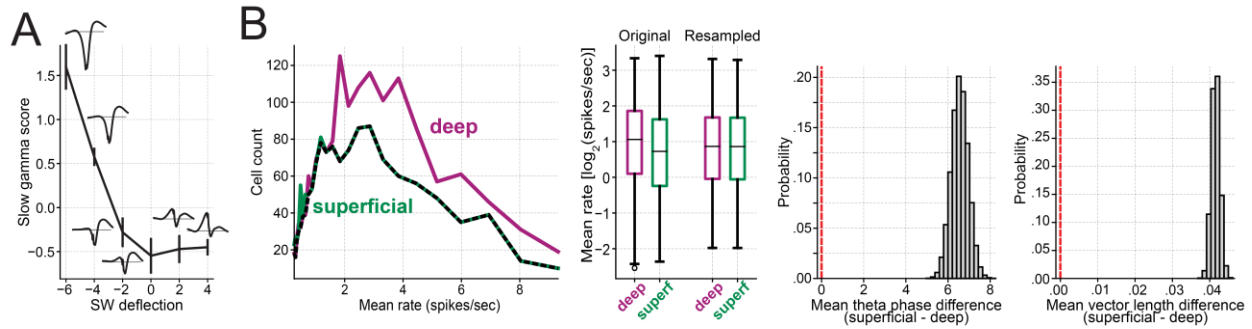 A
Slow gamma score
1.5
1.0
0.5
0.0
-0.5
-6
-4
-2
0
2
4
SW deflection
B
Cell count
120
100
80
60
40
20
deep
superficial
2
4
6
8
Mean rate (spikes/sec)
Original
Resampled
Mean rate [log2(spikes/sec)]
3
2
1
0
−1
−2
deep
superf
deep
superf
Probability
.20
.15
.10
.05
.00
0
2
4
6
8
Mean theta phase difference
(superficial - deep)
Probability
.35
.30
.25
.20
.15
.10
.05
.00
.00
.01
.02
.03
.04
Mean vector length difference
(superficial - deep)